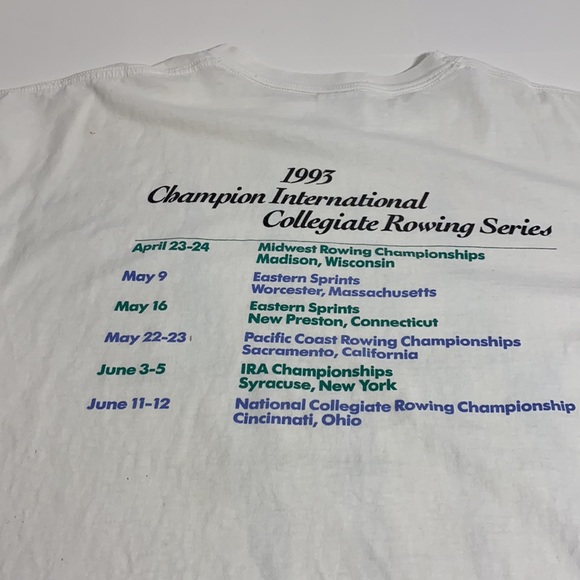 1993
Champion International
Collegiate Rowing Series
April 23-24 Midwest Rowing Championships
Madison, Wisconsin
May 9 Eastern Sprints
Worcester, Massachusetts
May 16 Eastern Sprints
New Preston, Connecticut
May 22-23 Pacific Coast Rowing Championships
Sacramento, California
June 3-5 IRA Championships
Syracuse, New York
June 11-12 National Collegiate Rowing Championship
Cincinnati, Ohio